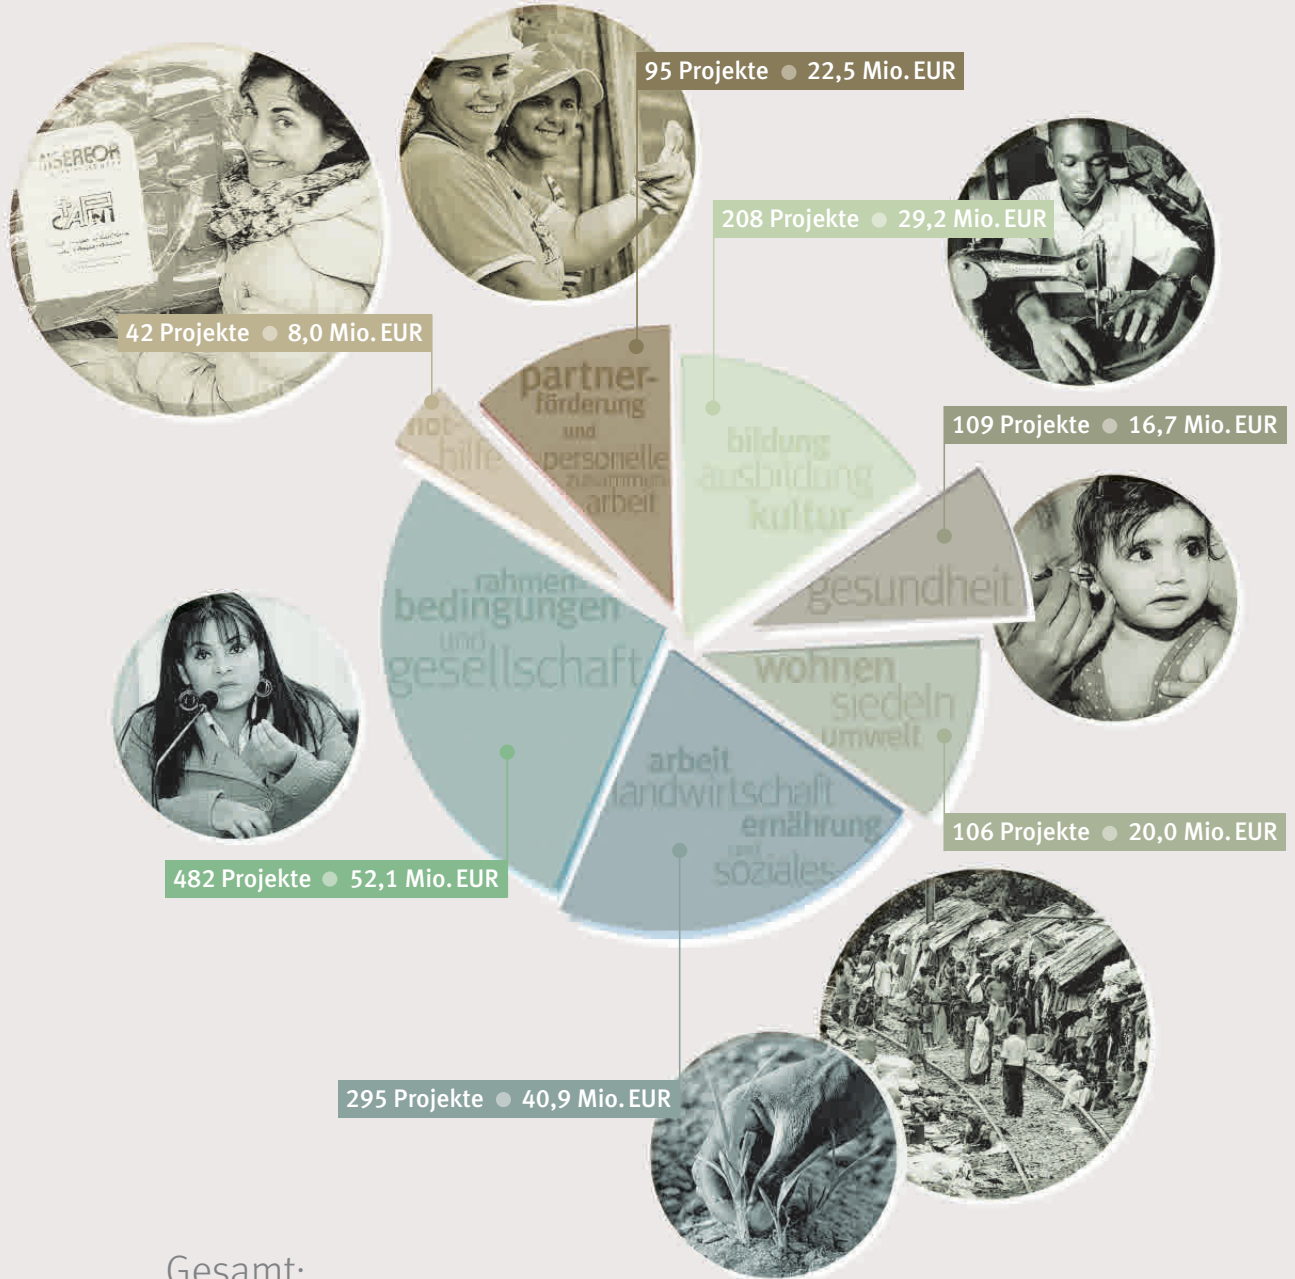 95 Projekte ● 22,5 Mio. EUR
208 Projekte ● 29,2 Mio. EUR
MISEREOR
42 Projekte ● 8,0 Mio. EUR
109 Projekte ● 16,7 Mio. EUR
partner-
förderung
und
personelle
zusammen-
arbeit
not-
hilfe
bildung
ausbildung
kultur
gesundheit
rahmen-
bedingungen
und
gesellschaft
wohnen
siedeln
umwelt
arbeit
landwirtschaft
ernährung
und
soziales
106 Projekte ● 20,0 Mio. EUR
482 Projekte ● 52,1 Mio. EUR
295 Projekte ● 40,9 Mio. EUR
Gesamt: